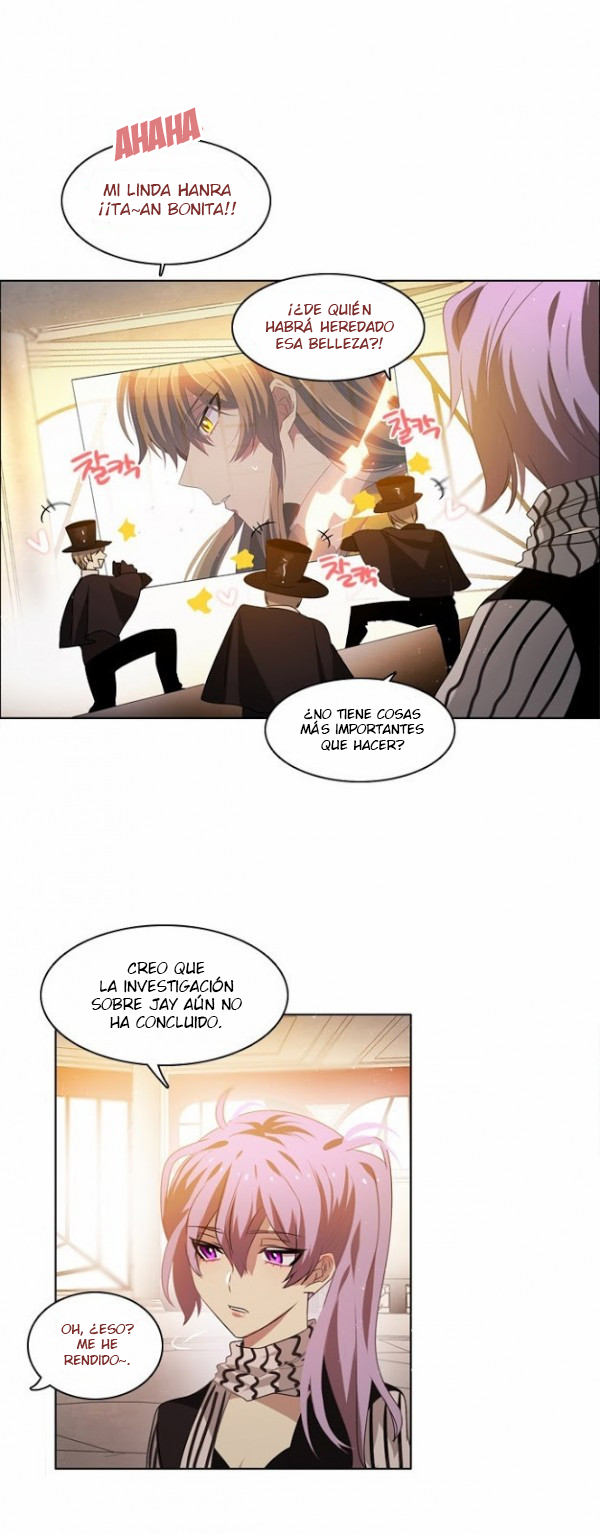 AHAHA
MI LINDA HANRA
¡¡TA~AN BONITA!!
¡¿DE QUIÉN
HABRÁ HEREDADO
ESA BELLEZA?!
찰칵
찰칵
찰칵
¿NO TIENE COSAS
MÁS IMPORTANTES
QUE HACER?
CREO QUE
LA INVESTIGACIÓN
SOBRE JAY AÚN NO
HA CONCLUIDO.
OH, ¿ESO?
ME HE
RENDIDO~.